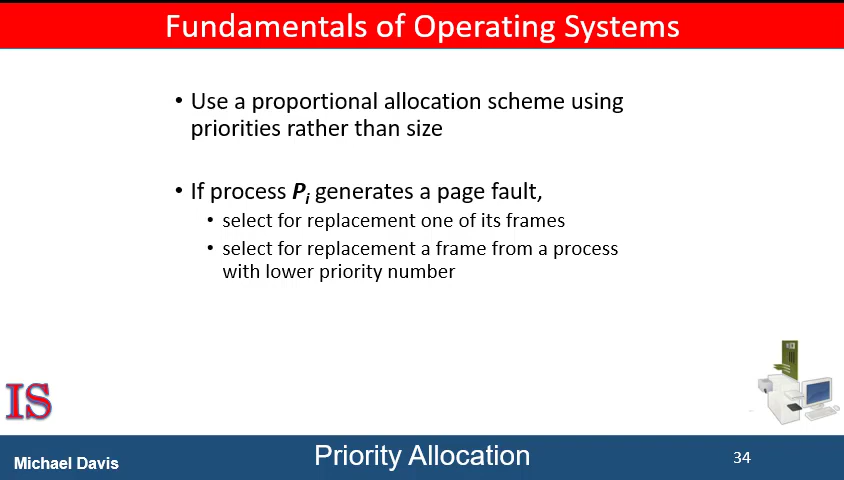 Fundamentals of Operating Systems
• Use a proportional allocation scheme using
priorities rather than size
• If process Pi generates a page fault,
• select for replacement one of its frames
• select for replacement a frame from a process
with lower priority number
IS
Michael Davis
Priority Allocation
34